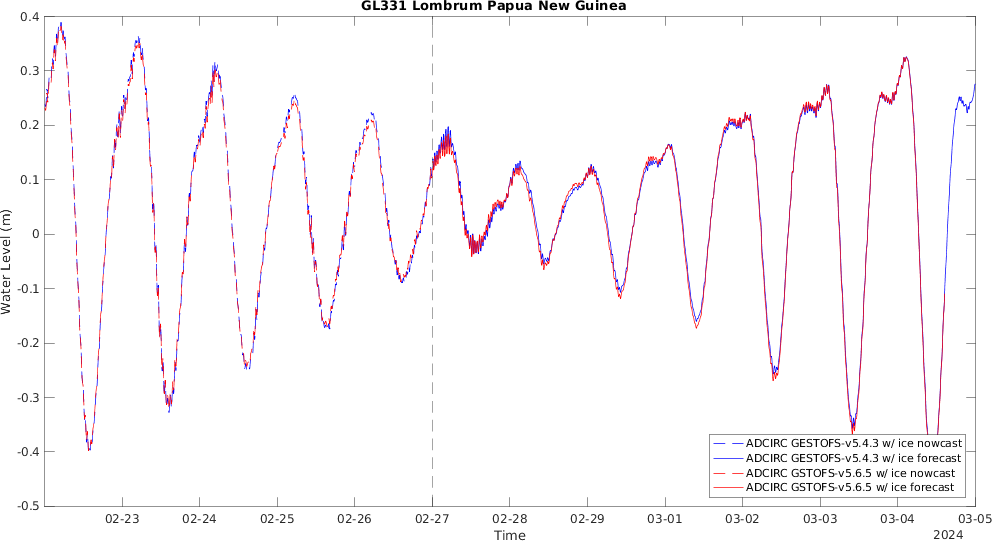 GL331 Lombrum Papua New Guinea
0.4
0.3
0.2
0.1
0
-0.1
-0.2
-0.3
-0.4
-0.5
Water Level (m)
02-23 02-24 02-25 02-26 02-27 02-28 02-29 03-01 03-02 03-03 03-04 03-05
Time
2024
ADCIRC GESTOFS-v5.4.3 w/ ice nowcast
ADCIRC GESTOFS-v5.4.3 w/ ice forecast
ADCIRC GSTOFS-v5.6.5 w/ ice nowcast
ADCIRC GSTOFS-v5.6.5 w/ ice forecast